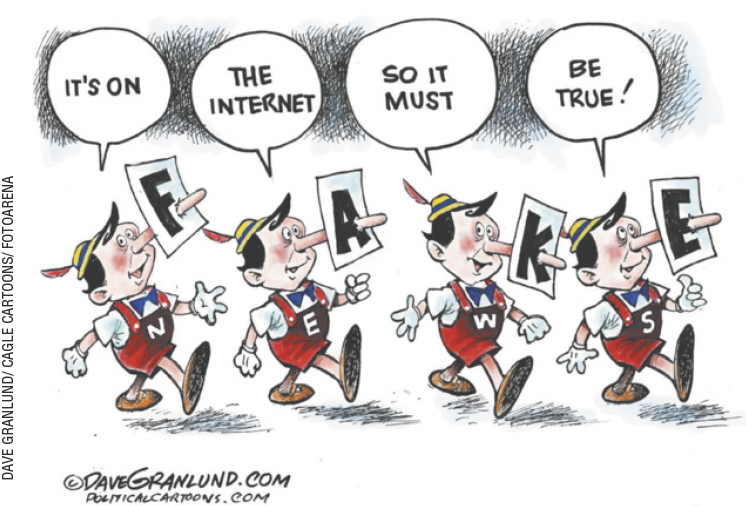 IT'S ON
THE
INTERNET
SO IT
MUST
BE
TRUE!
F
A
K
E
N
E
W
S
DAVE GRANLUND/ CAGLE CARTOONS/ FOTOARENA
©DAVEGRANLUND.COM
POLITICALCARTOONS.COM